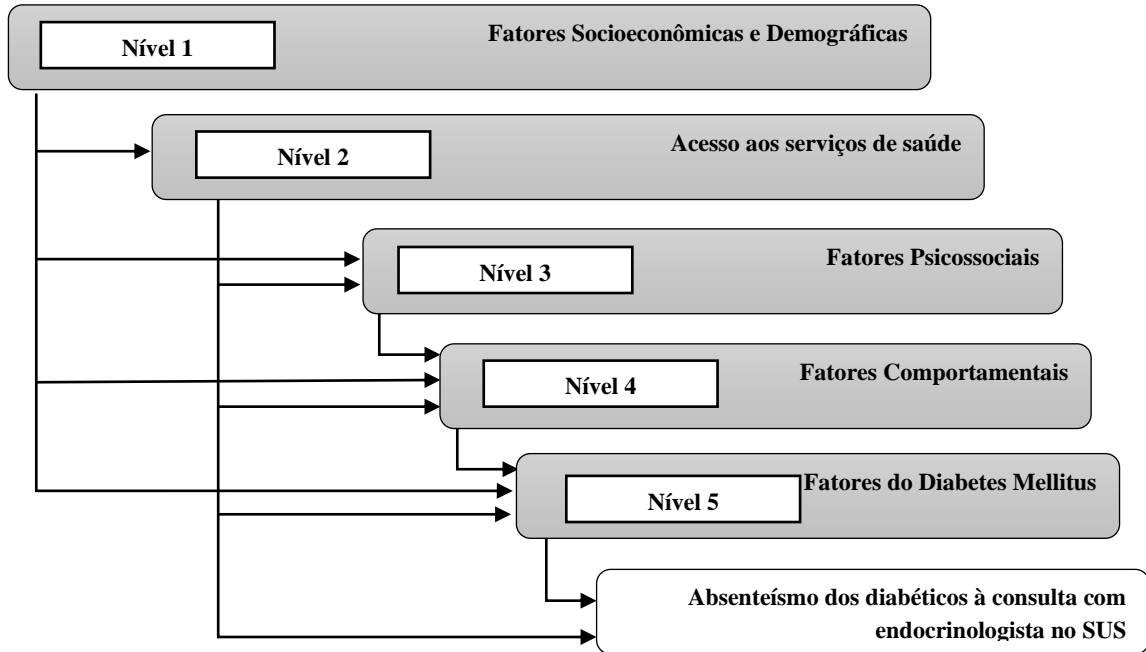 Nível 1
Fatores Socioeconômicas e Demográficas
Nível 2
Acesso aos serviços de saúde
Nível 3
Fatores Psicossociais
Nível 4
Fatores Comportamentais
Nível 5
Fatores do Diabetes Mellitus
Absenteísmo dos diabéticos à consulta com
endocrinologista no SUS